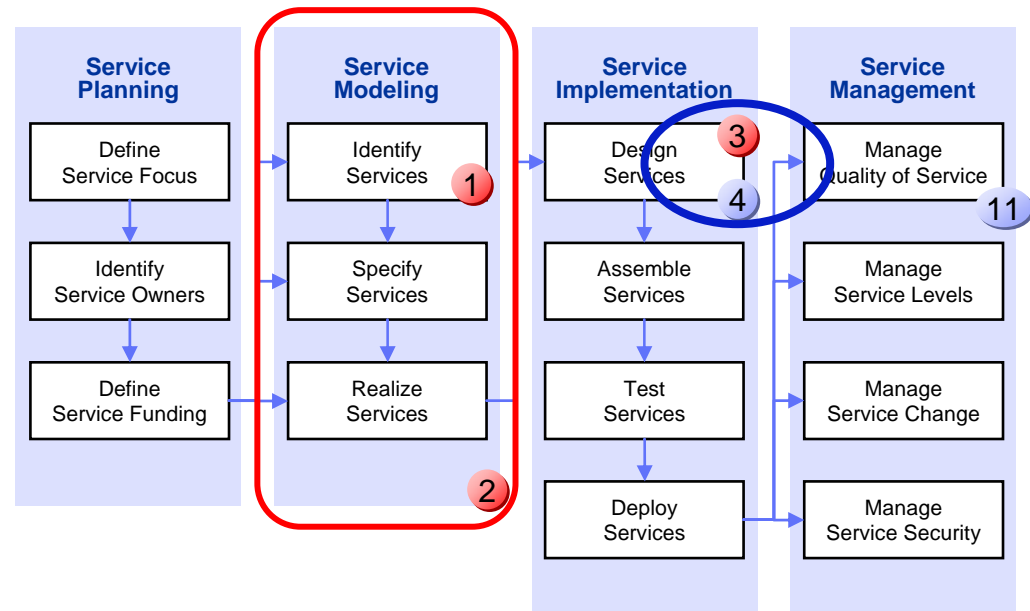 Service
Planning
Define
Service Focus
Identify
Service Owners
Define
Service Funding
Service
Modeling
Identify
Services
1
Specify
Services
Realize
Services
2
Service
Implementation
Design
Services
3
4
Assemble
Services
Test
Services
Deploy
Services
Service
Management
Manage
Quality of Service
11
Manage
Service Levels
Manage
Service Change
Manage
Service Security